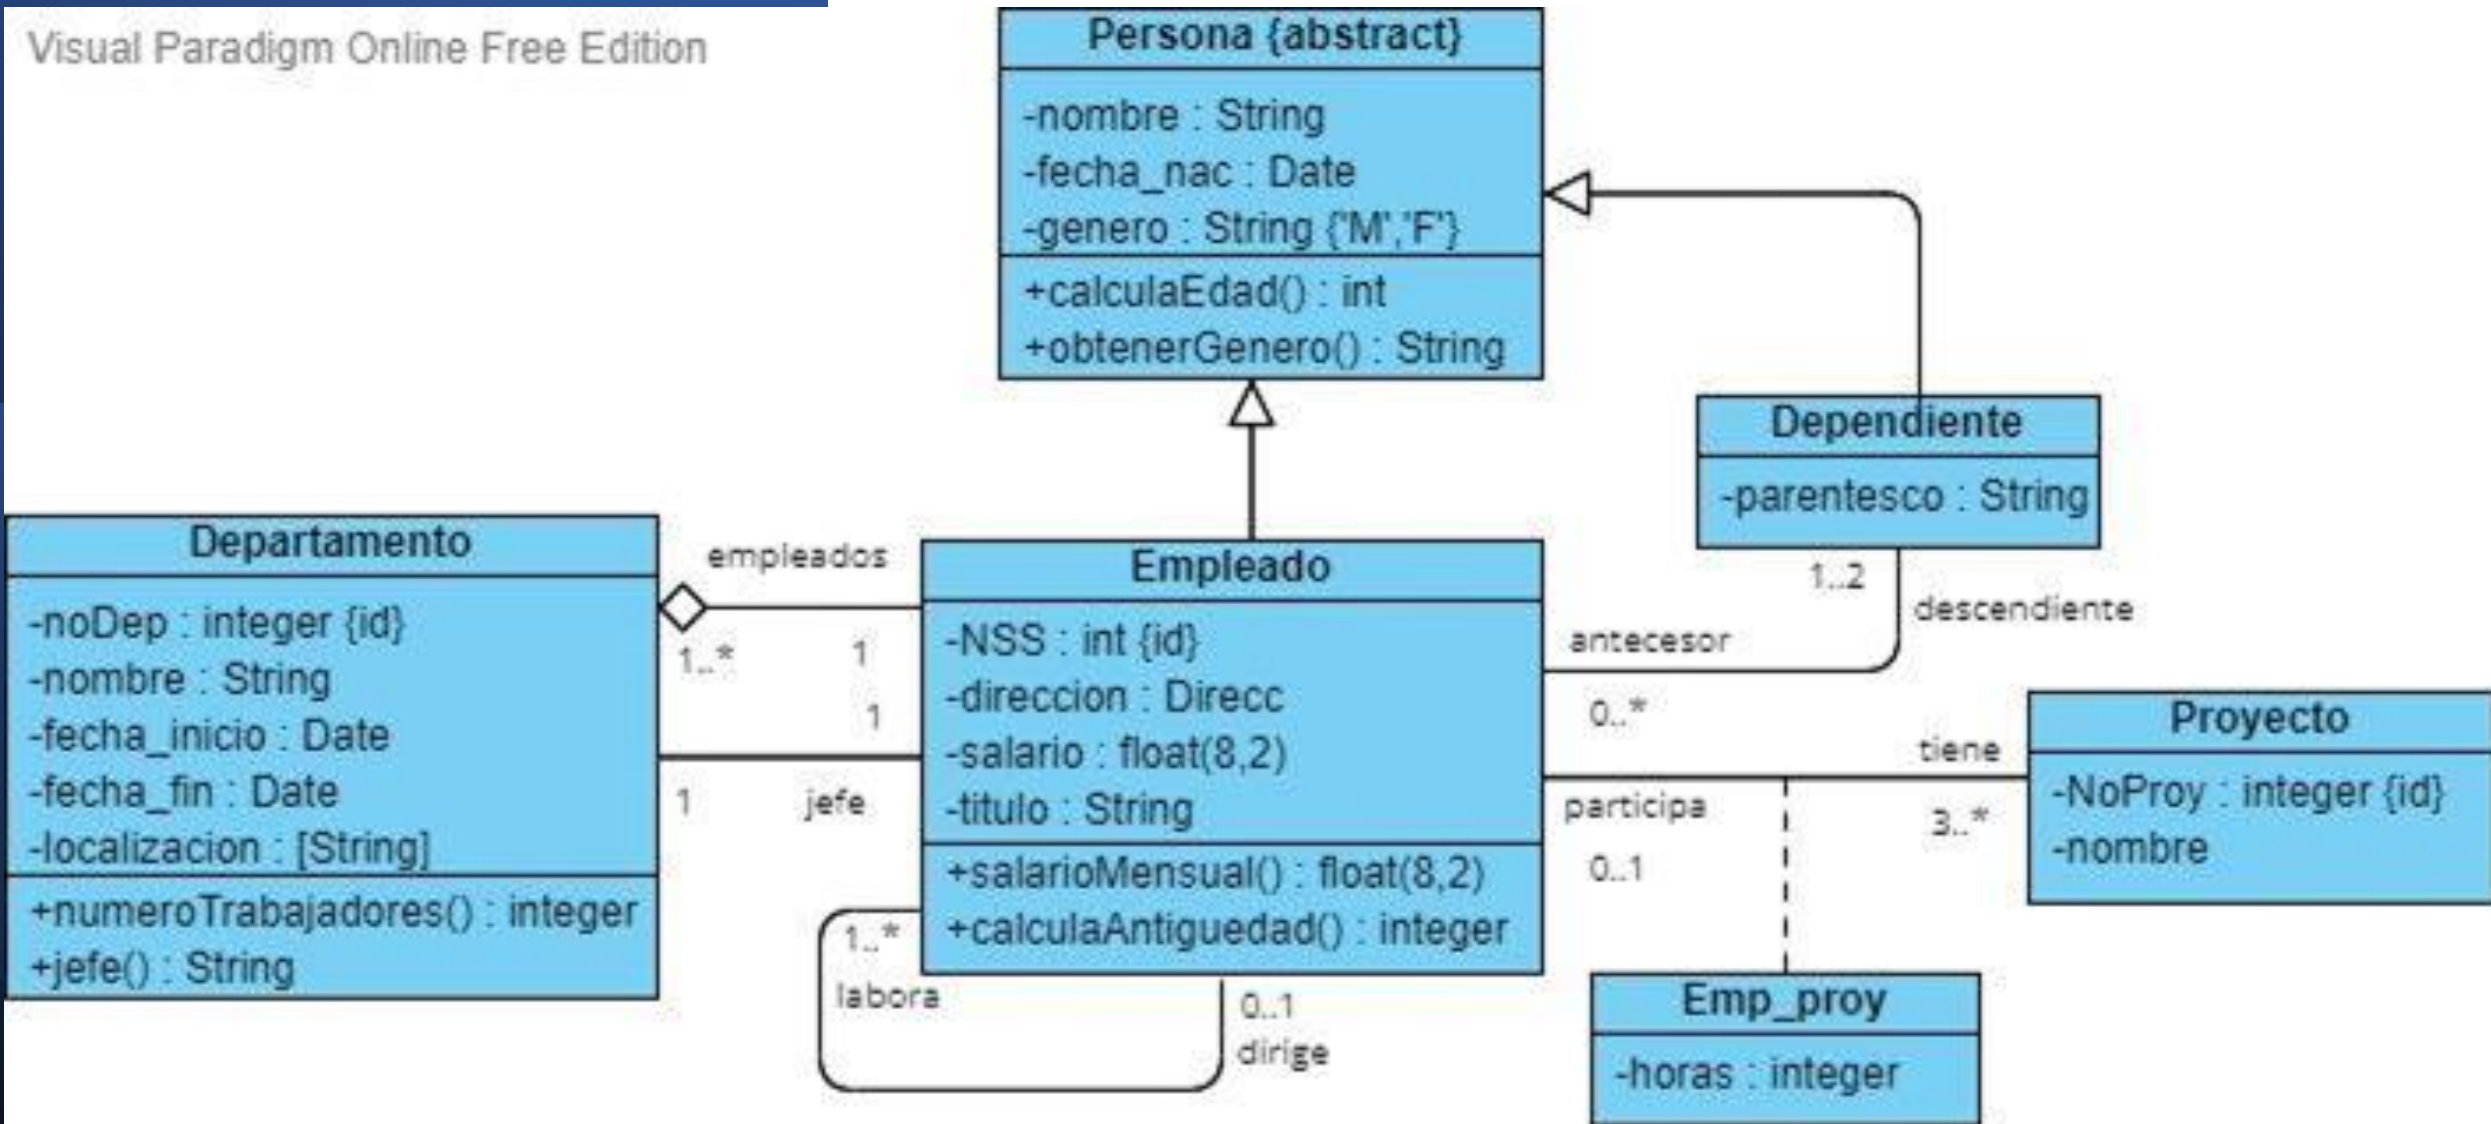 Visual Paradigm Online Free Edition
Persona {abstract}
-nombre : String
-fecha_nac : Date
-genero : String {'M','F'}
+calculaEdad() : int
+obtenerGenero() : String
Dependiente
-parentesco : String
1..2
descendiente
antecesor
0..*
Departamento
-noDep : integer {id}
-nombre : String
-fecha_inicio : Date
-fecha_fin : Date
-localizacion : [String]
+numeroTrabajadores() : integer
+jefe() : String
empleados
1..*
1
1
1
jefe
Empleado
-NSS : int {id}
-direccion : Direcc
-salario : float(8,2)
-titulo : String
+salarioMensual() : float(8,2)
+calculaAntiguedad() : integer
1..*
labora
0..1
dirige
participa
0..1
tiene
3..*
Proyecto
-NoProy : integer {id}
-nombre
Emp_proy
-horas : integer